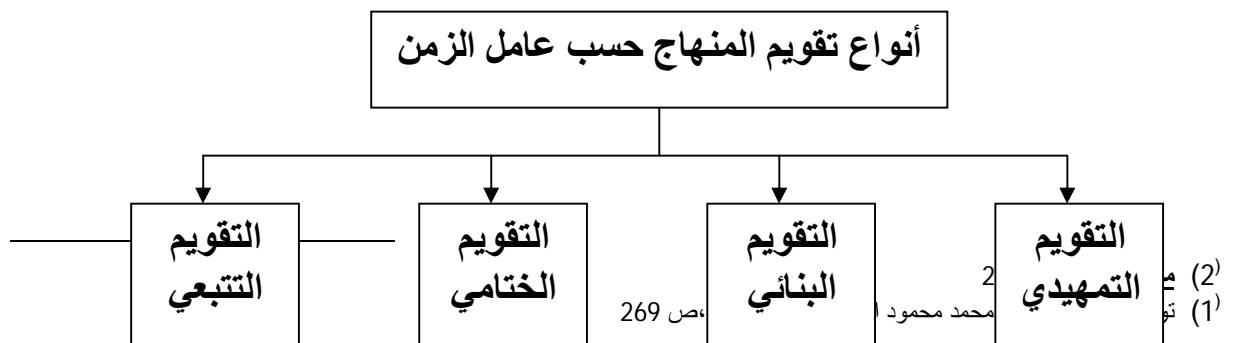 أنواع تقويم المنهاج حسب عامل الزمن
التقويم
التمهيدي
التقويم
البنائي
التقويم
الختامي
التقويم
التتبعي
(2) 2
(1) محمد محمود ،ص 269